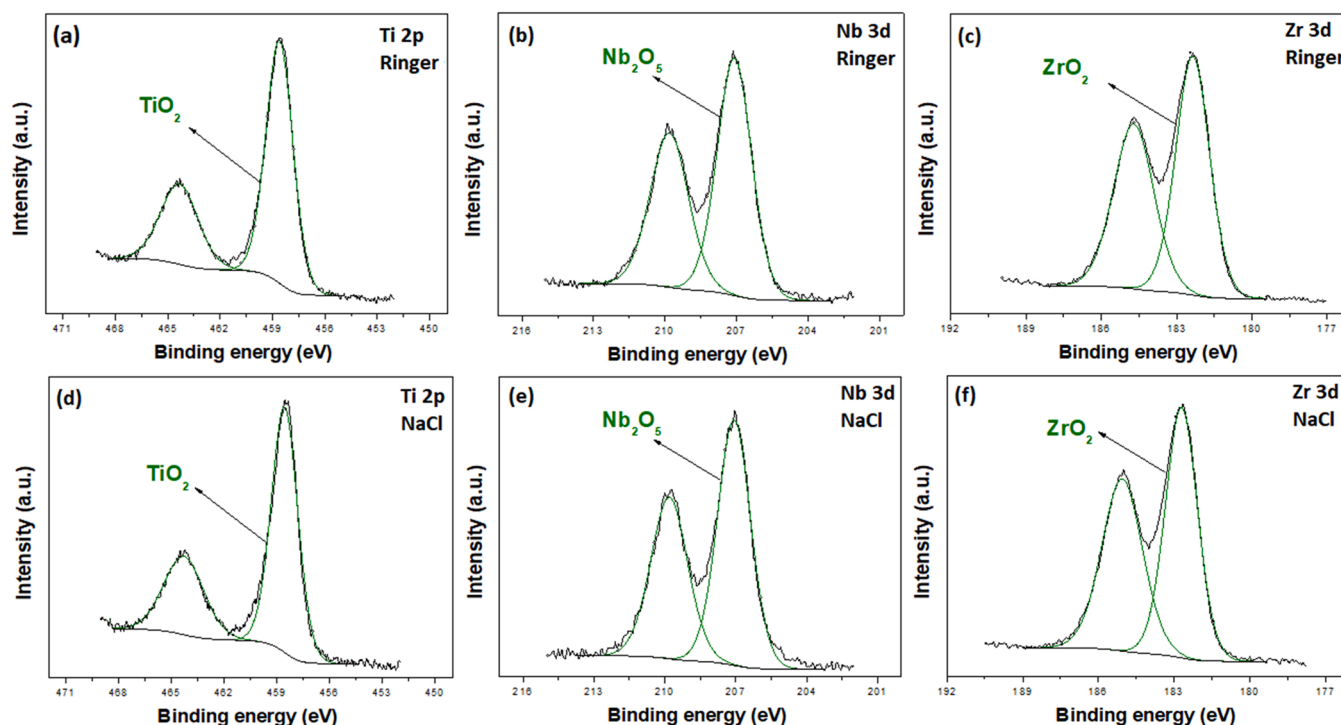 (a)
Ti 2p
Ringer
TiO₂
Intensity (a.u.)
471 468 465 462 459 456 453 450
Binding energy (eV)
(b)
Nb 3d
Ringer
Nb₂O₅
Intensity (a.u.)
216 213 210 207 204 201
Binding energy (eV)
(c)
Zr 3d
Ringer
ZrO₂
Intensity (a.u.)
192 189 186 183 180 177
Binding energy (eV)
(d)
Ti 2p
NaCl
TiO₂
Intensity (a.u.)
471 468 465 462 459 456 453 450
Binding energy (eV)
(e)
Nb 3d
NaCl
Nb₂O₅
Intensity (a.u.)
216 213 210 207 204 201
Binding energy (eV)
(f)
Zr 3d
NaCl
ZrO₂
Intensity (a.u.)
192 189 186 183 180 177
Binding energy (eV)